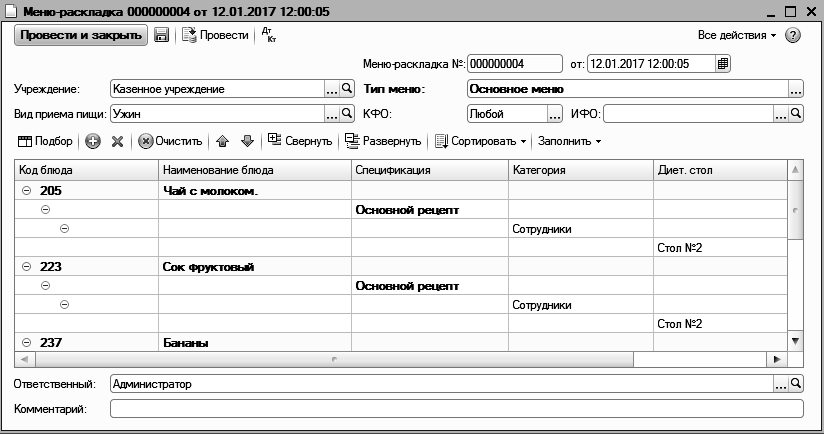 Меню-раскладка 000000004 от 12.01.2017 12:00:05
Провести и закрыть Провести Дт Кт Все действия ?
Меню-раскладка №: 000000004 от: 12.01.2017 12:00:05
Учреждение: Казенное учреждение ... Тип меню: Основное меню ...
Вид приема пищи: Ужин ... КФО: Любой ... ИФО: ...
Подбор Очистить Свернуть Развернуть Сортировать Заполнить
Код блюда Наименование блюда Спецификация Категория Диет. стол
205 Чай с молоком.
Основной рецепт
Сотрудники
Стол №2
223 Сок фруктовый
Основной рецепт
Сотрудники
Стол №2
237 Бананы
Ответственный: Администратор ...
Комментарий: